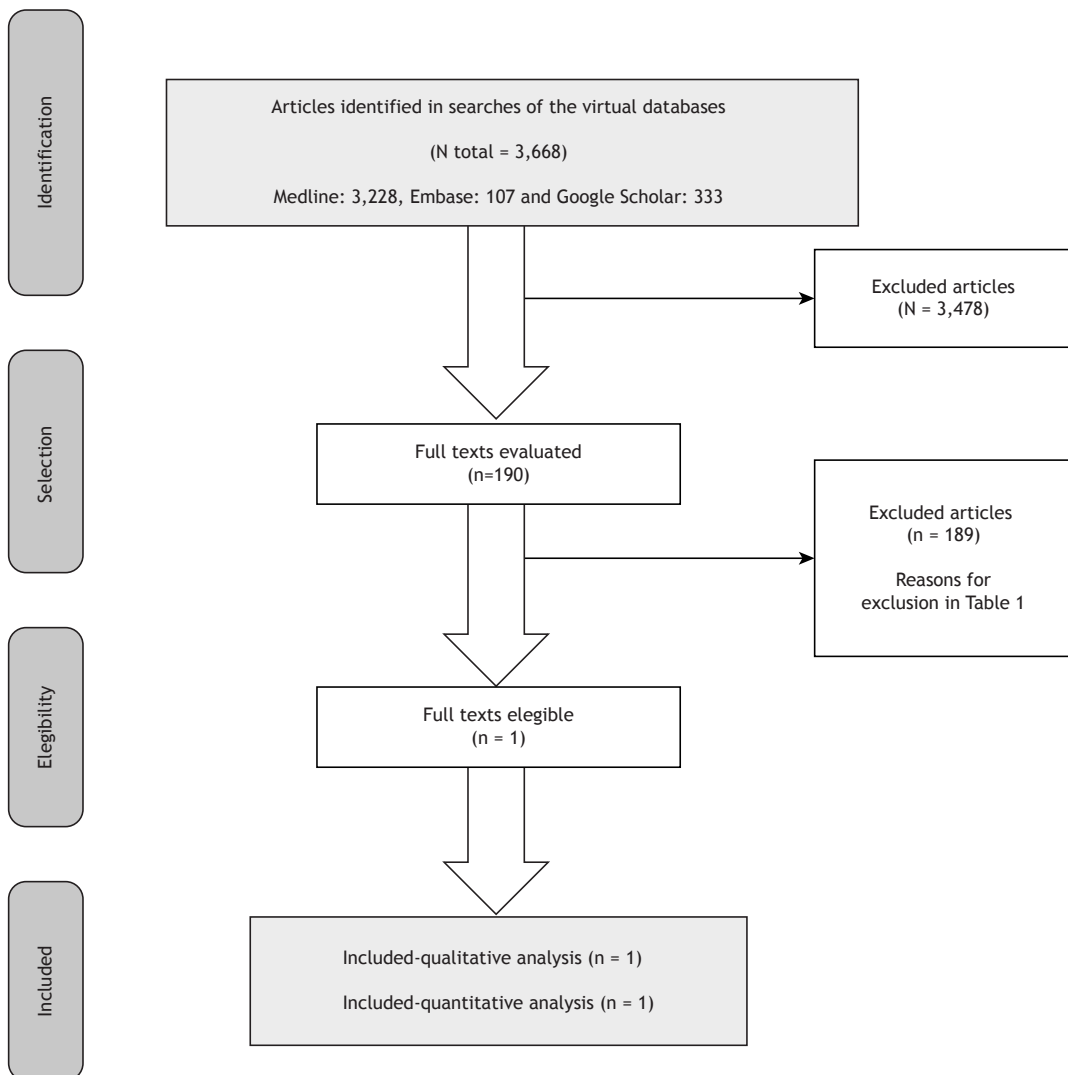 Identification
Articles identified in searches of the virtual databases
(N total = 3,668)
Medline: 3,228, Embase: 107 and Google Scholar: 333
Excluded articles
(N = 3,478)
Selection
Full texts evaluated
(n=190)
Excluded articles
(n = 189)
Reasons for
exclusion in Table 1
Elegibility
Full texts elegible
(n = 1)
Included
Included-qualitative analysis (n = 1)
Included-quantitative analysis (n = 1)